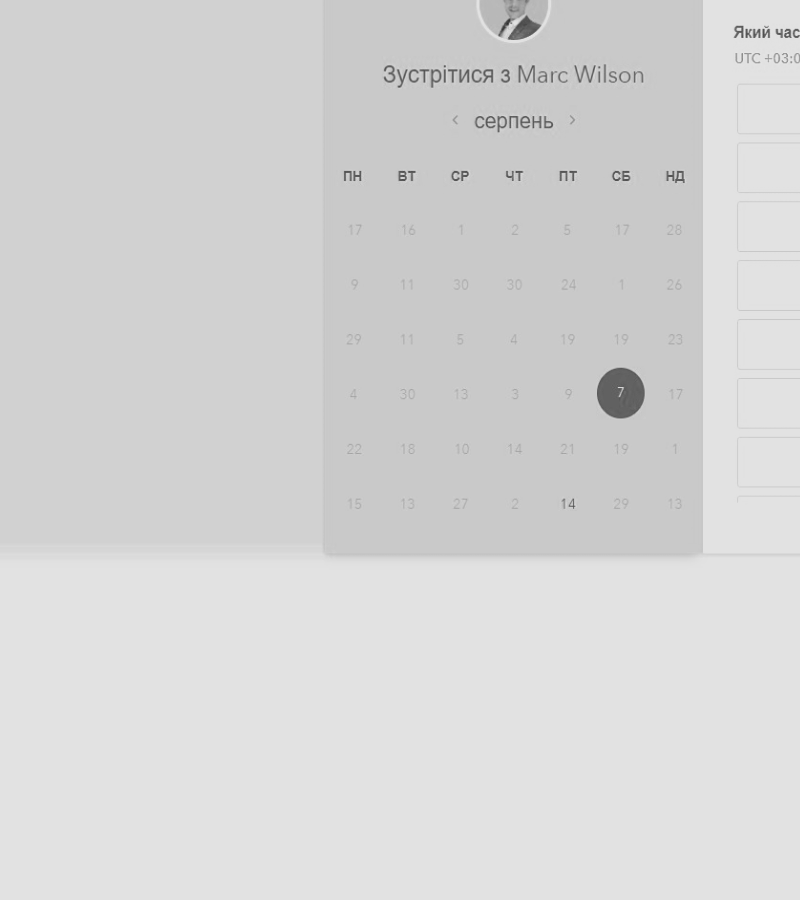 Зустрітися з Marc Wilson
‹ серпень ›
ПН ВТ СР ЧТ ПТ СБ НД
17 16 1 2 5 17 28
9 11 30 30 24 1 26
29 11 5 4 19 19 23
4 30 13 3 9 7 17
22 18 10 14 21 19 1
15 13 27 2 14 29 13
Який час
UTC +03:0